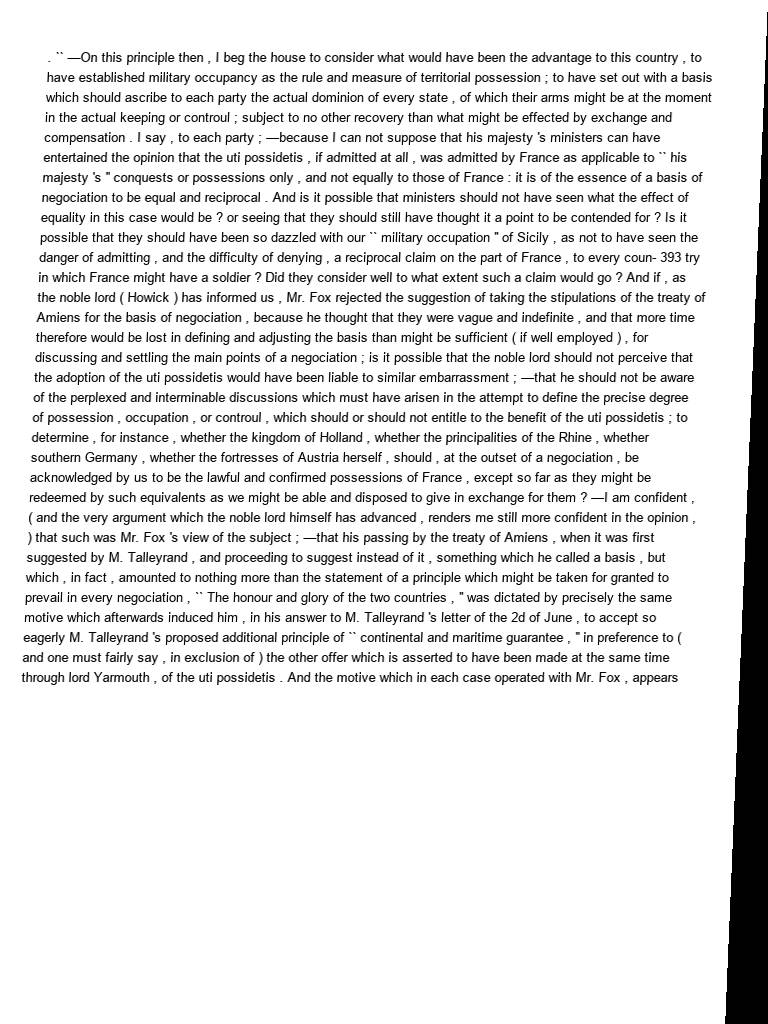 . `` —On this principle then , I beg the house to consider what would have been the advantage to this country , to
have established military occupancy as the rule and measure of territorial possession ; to have set out with a basis
which should ascribe to each party the actual dominion of every state , of which their arms might be at the moment
in the actual keeping or controul ; subject to no other recovery than what might be effected by exchange and
compensation . I say , to each party ; —because I can not suppose that his majesty 's ministers can have
entertained the opinion that the uti possidetis , if admitted at all , was admitted by France as applicable to `` his
majesty 's " conquests or possessions only , and not equally to those of France : it is of the essence of a basis of
negociation to be equal and reciprocal . And is it possible that ministers should not have seen what the effect of
equality in this case would be ? or seeing that they should still have thought it a point to be contended for ? Is it
possible that they should have been so dazzled with our `` military occupation " of Sicily , as not to have seen the
danger of admitting , and the difficulty of denying , a reciprocal claim on the part of France , to every coun- 393 try
in which France might have a soldier ? Did they consider well to what extent such a claim would go ? And if , as
the noble lord ( Howick ) has informed us , Mr. Fox rejected the suggestion of taking the stipulations of the treaty of
Amiens for the basis of negociation , because he thought that they were vague and indefinite , and that more time
therefore would be lost in defining and adjusting the basis than might be sufficient ( if well employed ) , for
discussing and settling the main points of a negociation ; is it possible that the noble lord should not perceive that
the adoption of the uti possidetis would have been liable to similar embarrassment ; —that he should not be aware
of the perplexed and interminable discussions which must have arisen in the attempt to define the precise degree
of possession , occupation , or controul , which should or should not entitle to the benefit of the uti possidetis ; to
determine , for instance , whether the kingdom of Holland , whether the principalities of the Rhine , whether
southern Germany , whether the fortresses of Austria herself , should , at the outset of a negociation , be
acknowledged by us to be the lawful and confirmed possessions of France , except so far as they might be
redeemed by such equivalents as we might be able and disposed to give in exchange for them ? —I am confident ,
( and the very argument which the noble lord himself has advanced , renders me still more confident in the opinion ,
) that such was Mr. Fox 's view of the subject ; —that his passing by the treaty of Amiens , when it was first
suggested by M. Talleyrand , and proceeding to suggest instead of it , something which he called a basis , but
which , in fact , amounted to nothing more than the statement of a principle which might be taken for granted to
prevail in every negociation , `` The honour and glory of the two countries , " was dictated by precisely the same
motive which afterwards induced him , in his answer to M. Talleyrand 's letter of the 2d of June , to accept so
eagerly M. Talleyrand 's proposed additional principle of `` continental and maritime guarantee , " in preference to (
and one must fairly say , in exclusion of ) the other offer which is asserted to have been made at the same time
through lord Yarmouth , of the uti possidetis . And the motive which in each case operated with Mr. Fox , appears